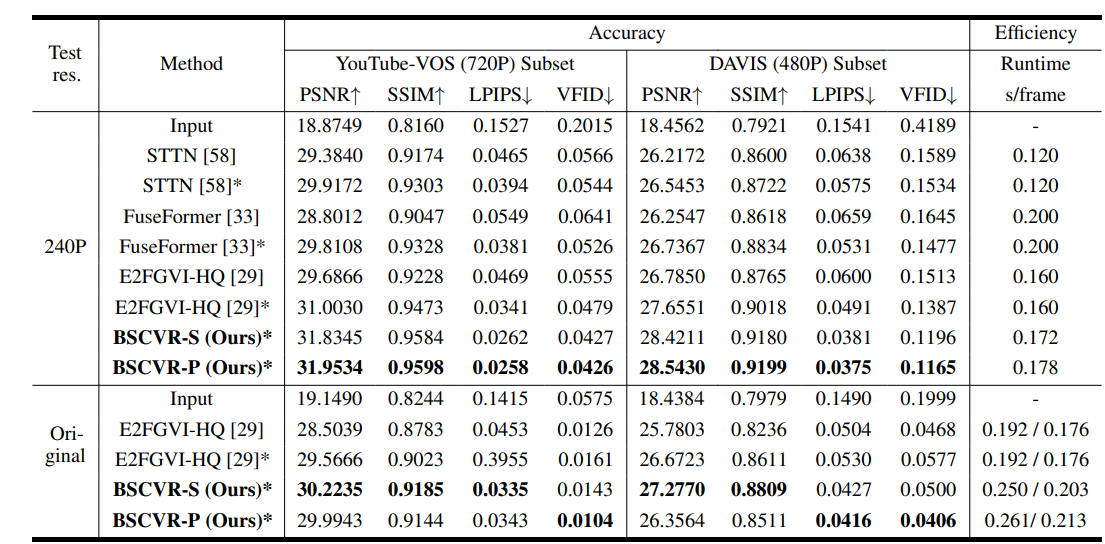 Test res. Method Accuracy Efficiency
YouTube-VOS (720P) Subset DAVIS (480P) Subset Runtime
PSNR↑ SSIM↑ LPIPS↓ VFID↓ PSNR↑ SSIM↑ LPIPS↓ VFID↓ s/frame
240P
Input 18.8749 0.8160 0.1527 0.2015 18.4562 0.7921 0.1541 0.4189 -
STTN [58] 29.3840 0.9174 0.0465 0.0566 26.2172 0.8600 0.0638 0.1589 0.120
STTN [58]* 29.9172 0.9303 0.0394 0.0544 26.5453 0.8722 0.0575 0.1534 0.120
FuseFormer [33] 28.8012 0.9047 0.0549 0.0641 26.2547 0.8618 0.0659 0.1645 0.200
FuseFormer [33]* 29.8108 0.9328 0.0381 0.0526 26.7367 0.8834 0.0531 0.1477 0.200
E2FGVI-HQ [29] 29.6866 0.9228 0.0469 0.0555 26.7850 0.8765 0.0600 0.1513 0.160
E2FGVI-HQ [29]* 31.0030 0.9473 0.0341 0.0479 27.6551 0.9018 0.0491 0.1387 0.160
BSCVR-S (Ours)* 31.8345 0.9584 0.0262 0.0427 28.4211 0.9180 0.0381 0.1196 0.172
BSCVR-P (Ours)* 31.9534 0.9598 0.0258 0.0426 28.5430 0.9199 0.0375 0.1165 0.178
Ori-
ginal
Input 19.1490 0.8244 0.1415 0.0575 18.4384 0.7979 0.1490 0.1999 -
E2FGVI-HQ [29] 28.5039 0.8783 0.0453 0.0126 25.7803 0.8236 0.0504 0.0468 0.192 / 0.176
E2FGVI-HQ [29]* 29.5666 0.9023 0.3955 0.0161 26.6723 0.8611 0.0530 0.0577 0.192 / 0.176
BSCVR-S (Ours)* 30.2235 0.9185 0.0335 0.0143 27.2770 0.8809 0.0427 0.0500 0.250 / 0.203
BSCVR-P (Ours)* 29.9943 0.9144 0.0343 0.0104 26.3564 0.8511 0.0416 0.0406 0.261/ 0.213